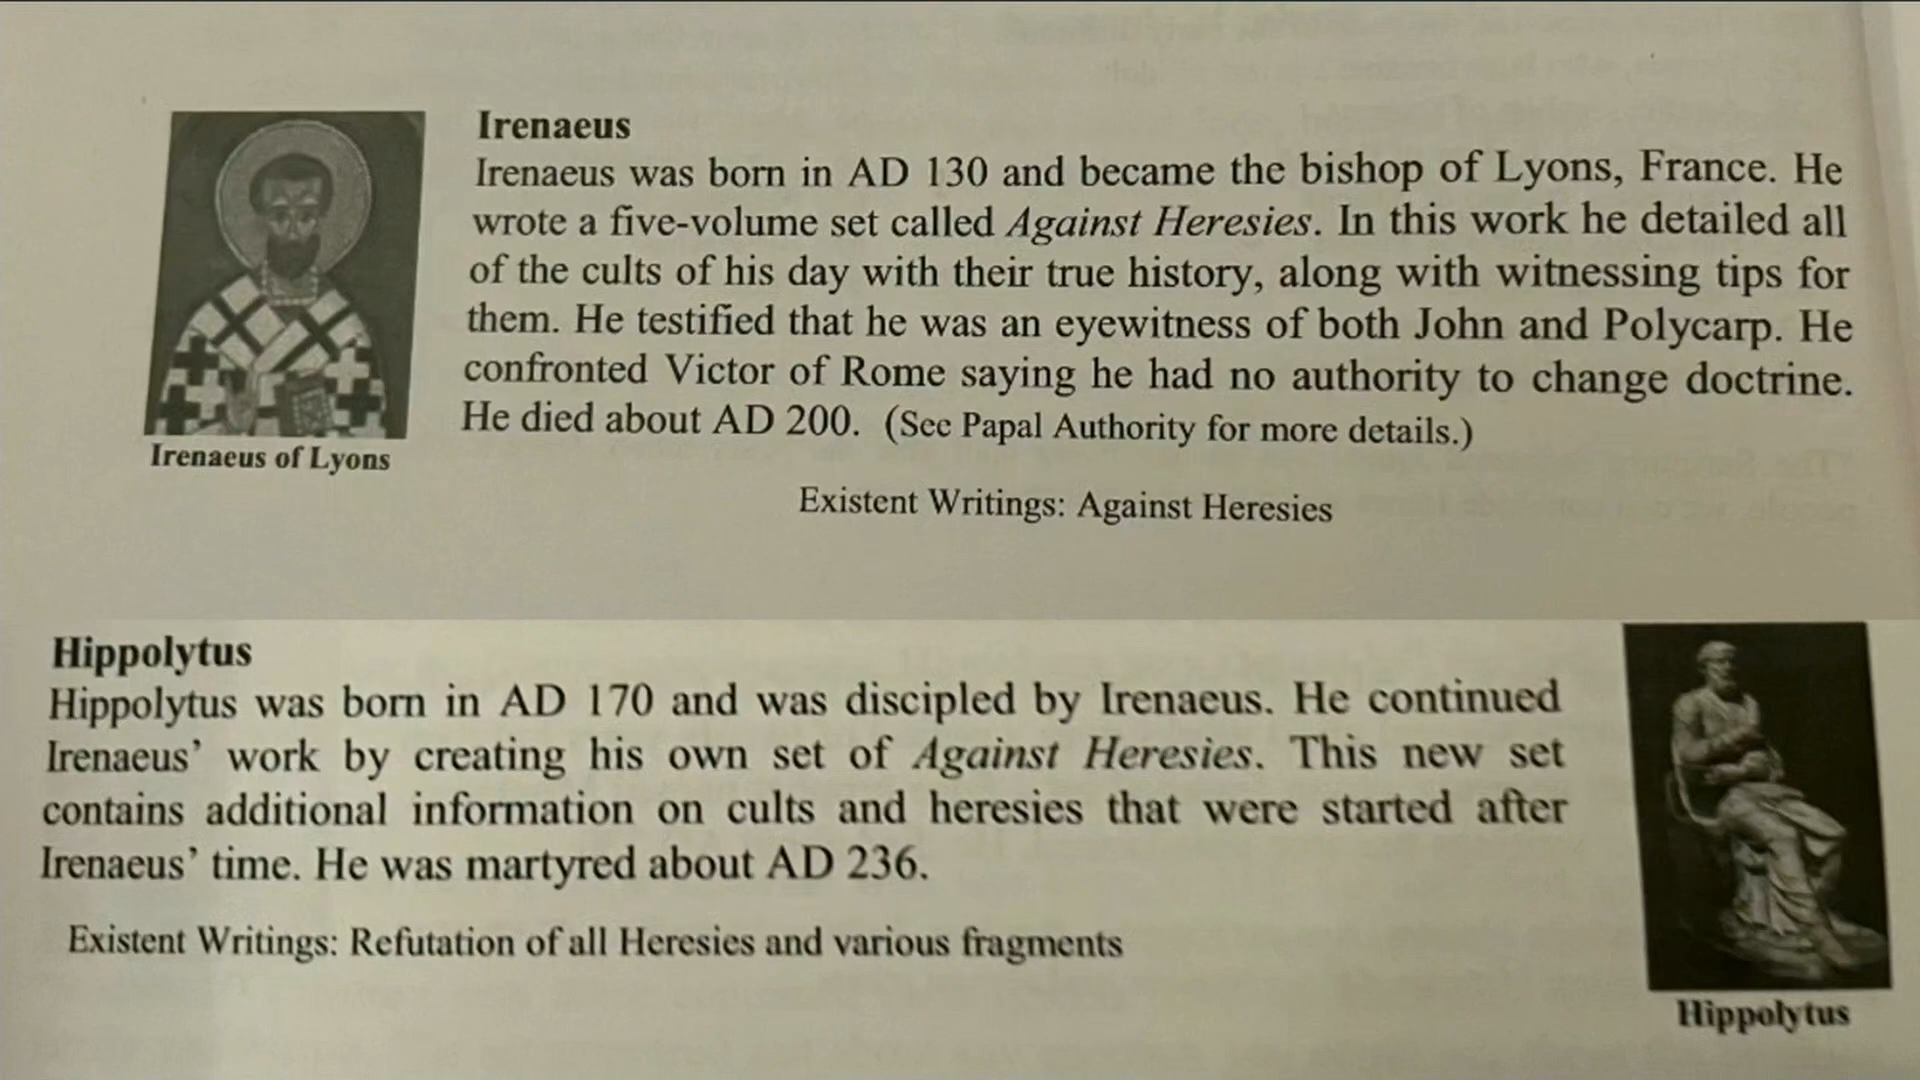 Irenaeus
Irenaeus was born in AD 130 and became the bishop of Lyons, France. He
wrote a five-volume set called Against Heresies. In this work he detailed all
of the cults of his day with their true history, along with witnessing tips for
them. He testified that he was an eyewitness of both John and Polycarp. He
confronted Victor of Rome saying he had no authority to change doctrine.
He died about AD 200. (See Papal Authority for more details.)
Irenaeus of Lyons
Existent Writings: Against Heresies
Hippolytus
Hippolytus was born in AD 170 and was discipled by Irenaeus. He continued
Irenaeus' work by creating his own set of Against Heresies. This new set
contains additional information on cults and heresies that were started after
Irenaeus' time. He was martyred about AD 236.
Existent Writings: Refutation of all Heresies and various fragments
Hippolytus